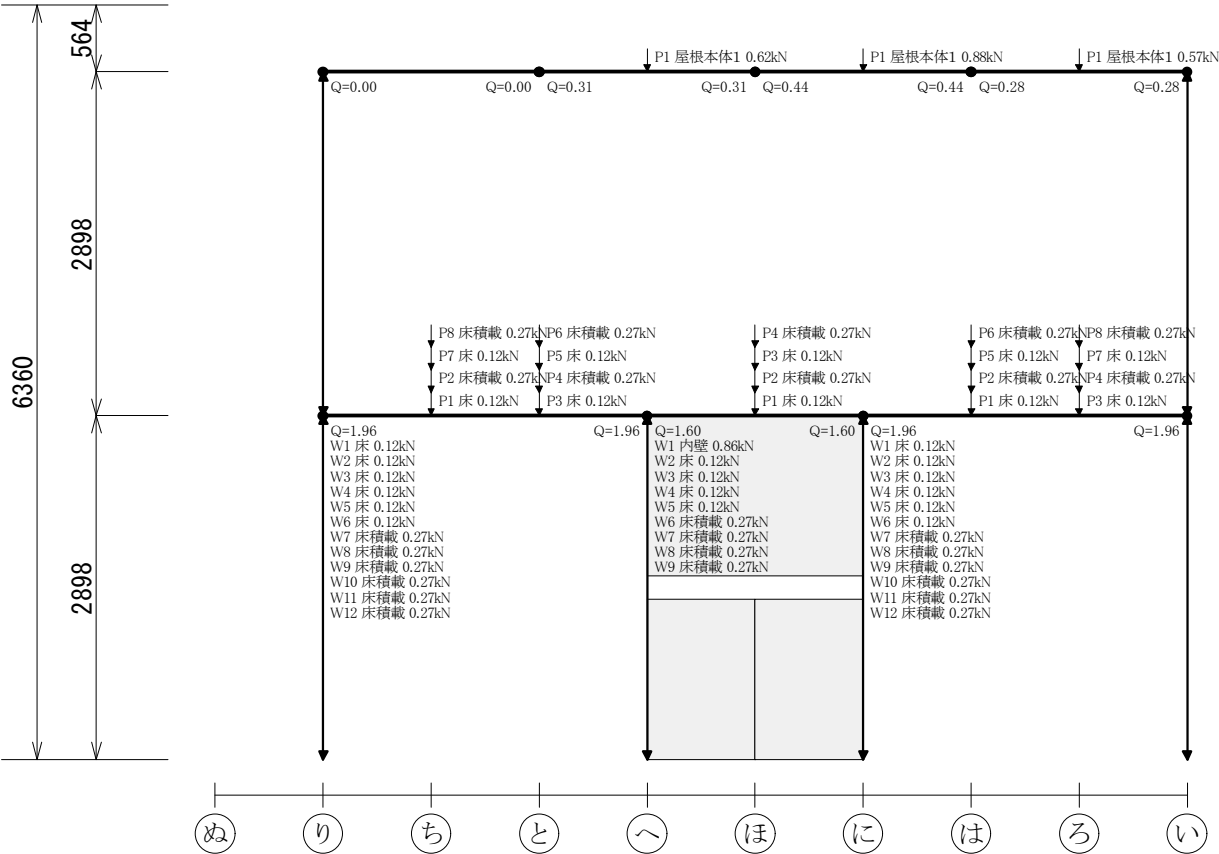 564
P1 屋根本体1 0.62kN
P1 屋根本体1 0.88kN
P1 屋根本体1 0.57kN
Q=0.00
Q=0.00
Q=0.31
Q=0.31
Q=0.44
Q=0.44
Q=0.28
Q=0.28
2898
6360
P8 床積載 0.27kN
P7 床 0.12kN
P2 床積載 0.27kN
P1 床 0.12kN
P6 床積載 0.27kN
P5 床 0.12kN
P4 床積載 0.27kN
P3 床 0.12kN
P4 床積載 0.27kN
P3 床 0.12kN
P2 床積載 0.27kN
P1 床 0.12kN
P6 床積載 0.27kN
P5 床 0.12kN
P2 床積載 0.27kN
P1 床 0.12kN
P8 床積載 0.27kN
P7 床 0.12kN
P4 床積載 0.27kN
P3 床 0.12kN
2898
Q=1.96
W1 床 0.12kN
W2 床 0.12kN
W3 床 0.12kN
W4 床 0.12kN
W5 床 0.12kN
W6 床 0.12kN
W7 床積載 0.27kN
W8 床積載 0.27kN
W9 床積載 0.27kN
W10 床積載 0.27kN
W11 床積載 0.27kN
W12 床積載 0.27kN
Q=1.96
Q=1.60
W1 内壁 0.86kN
W2 床 0.12kN
W3 床 0.12kN
W4 床 0.12kN
W5 床 0.12kN
W6 床積載 0.27kN
W7 床積載 0.27kN
W8 床積載 0.27kN
W9 床積載 0.27kN
Q=1.60
Q=1.96
W1 床 0.12kN
W2 床 0.12kN
W3 床 0.12kN
W4 床 0.12kN
W5 床 0.12kN
W6 床 0.12kN
W7 床積載 0.27kN
W8 床積載 0.27kN
W9 床積載 0.27kN
W10 床積載 0.27kN
W11 床積載 0.27kN
W12 床積載 0.27kN
Q=1.96
ぬ り ち と へ ほ に は ろ い